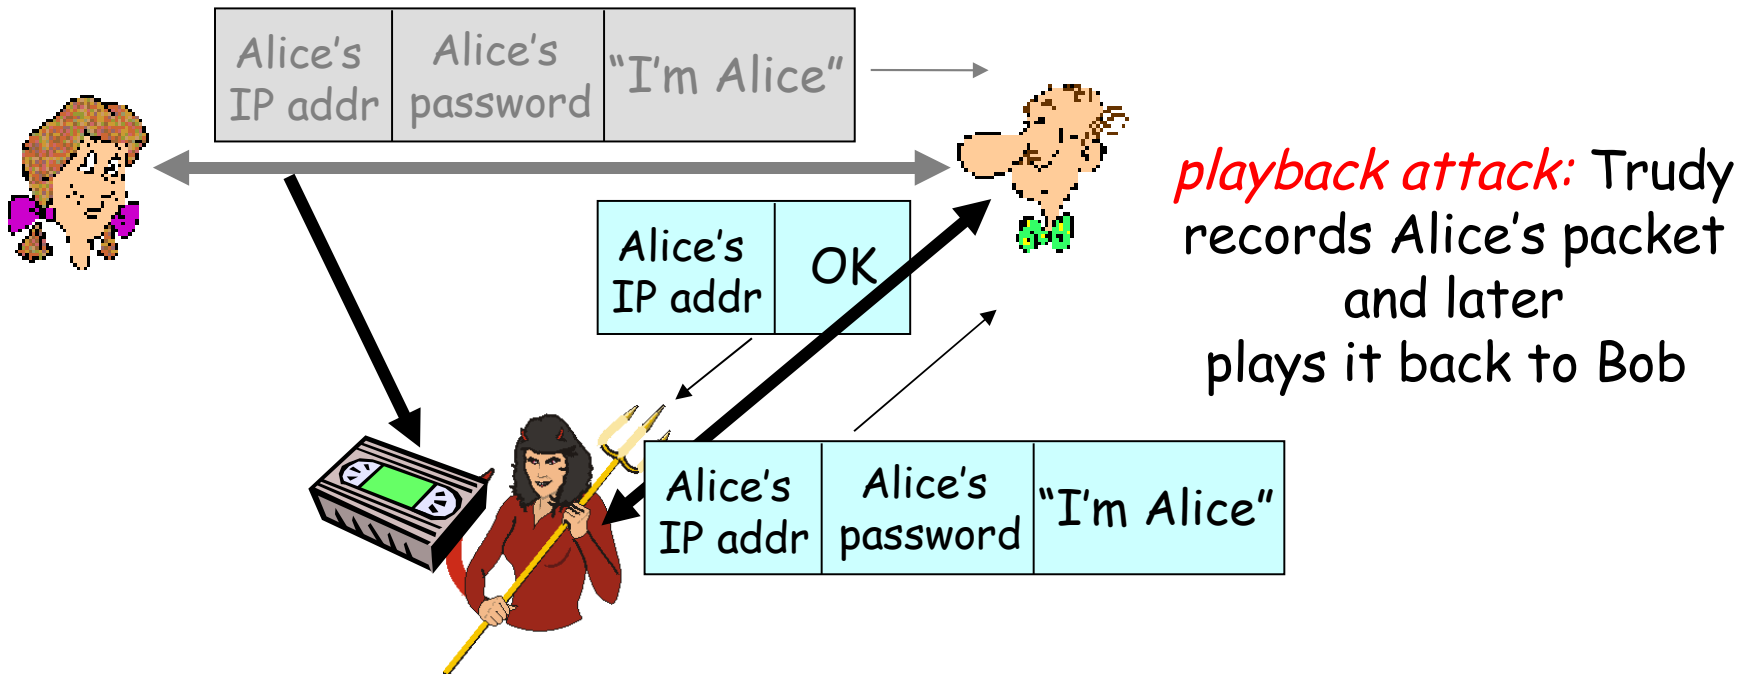 Alice’s
IP addr
Alice’s
password
“I’m Alice”
Alice’s
IP addr
OK
playback attack: Trudy
records Alice’s packet
and later
plays it back to Bob
Alice’s
IP addr
Alice’s
password
“I’m Alice”